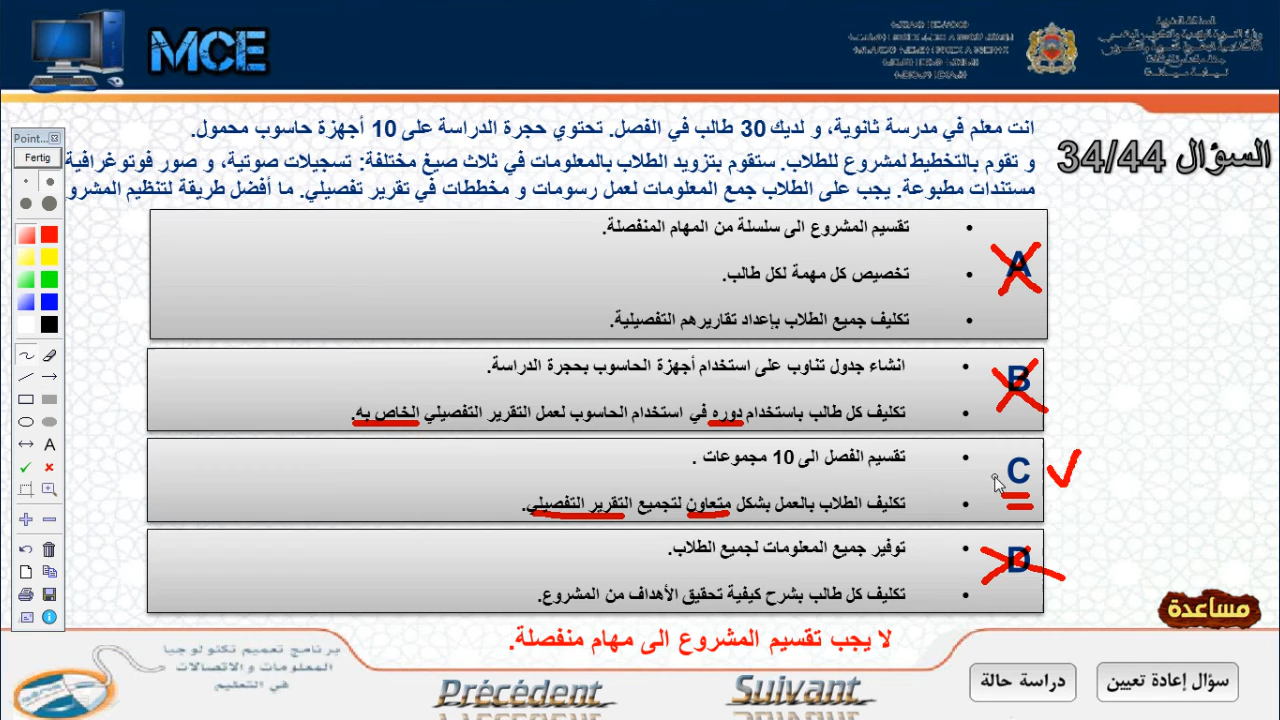 MCE
السؤال 34/44
انت معلم في مدرسة ثانوية، و لديك 30 طالب في الفصل. تحتوي حجرة الدراسة على 10 أجهزة حاسوب محمول.
و تقوم بالتخطيط لمشروع للطلاب. ستقوم بتزويد الطلاب بالمعلومات في ثلاث صيغ مختلفة: تسجيلات صوتية، و صور فوتوغرافية
مستندات مطبوعة. يجب على الطلاب جمع المعلومات لعمل رسومات و مخططات في تقرير تفصيلي. ما أفضل طريقة لتنظيم المشرو
A
• تقسيم المشروع الى سلسلة من المهام المنفصلة.
• تخصيص كل مهمة لكل طالب.
• تكليف جميع الطلاب بإعداد تقاريرهم التفصيلية.
B
• انشاء جدول تناوب على استخدام أجهزة الحاسوب بحجرة الدراسة.
• تكليف كل طالب باستخدام دوره في استخدام الحاسوب لعمل التقرير التفصيلي الخاص به.
C
• تقسيم الفصل الى 10 مجموعات .
• تكليف الطلاب بالعمل بشكل متعاون لتجميع التقرير التفصيلي.
D
• توفير جميع المعلومات لجميع الطلاب.
• تكليف كل طالب بشرح كيفية تحقيق الأهداف من المشروع.
لا يجب تقسيم المشروع الى مهام منفصلة.
مساعدة
برنامج تعميم تكنولوجيا
المعلومات و الاتصالات
في التعليم
Précédent
Suivant
دراسة حالة
سؤال إعادة تعيين
Point...
Fertig
A